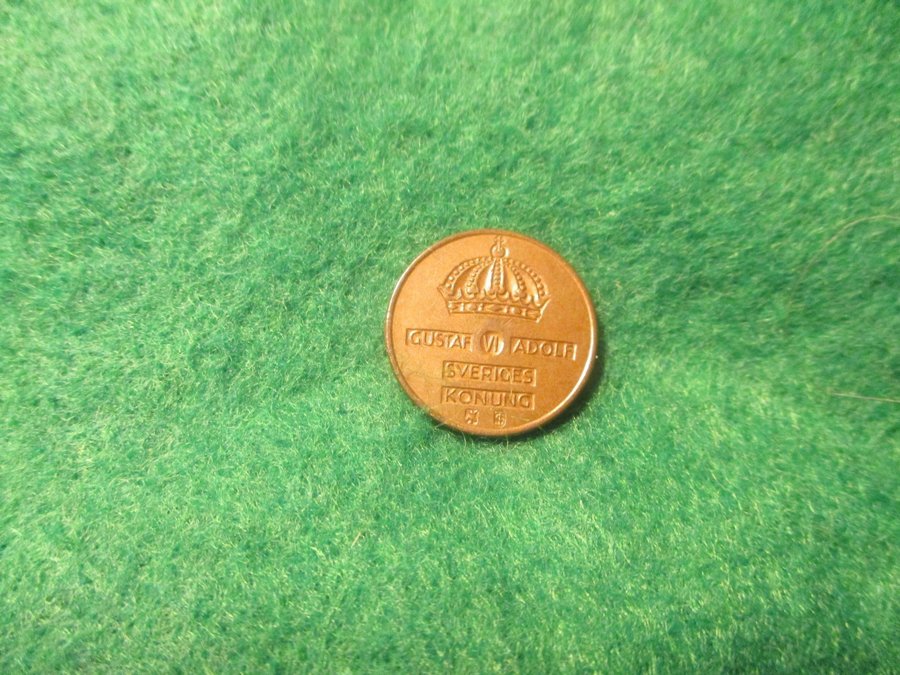 GUSTAF VI ADOLF
SVERIGES
KONUNG